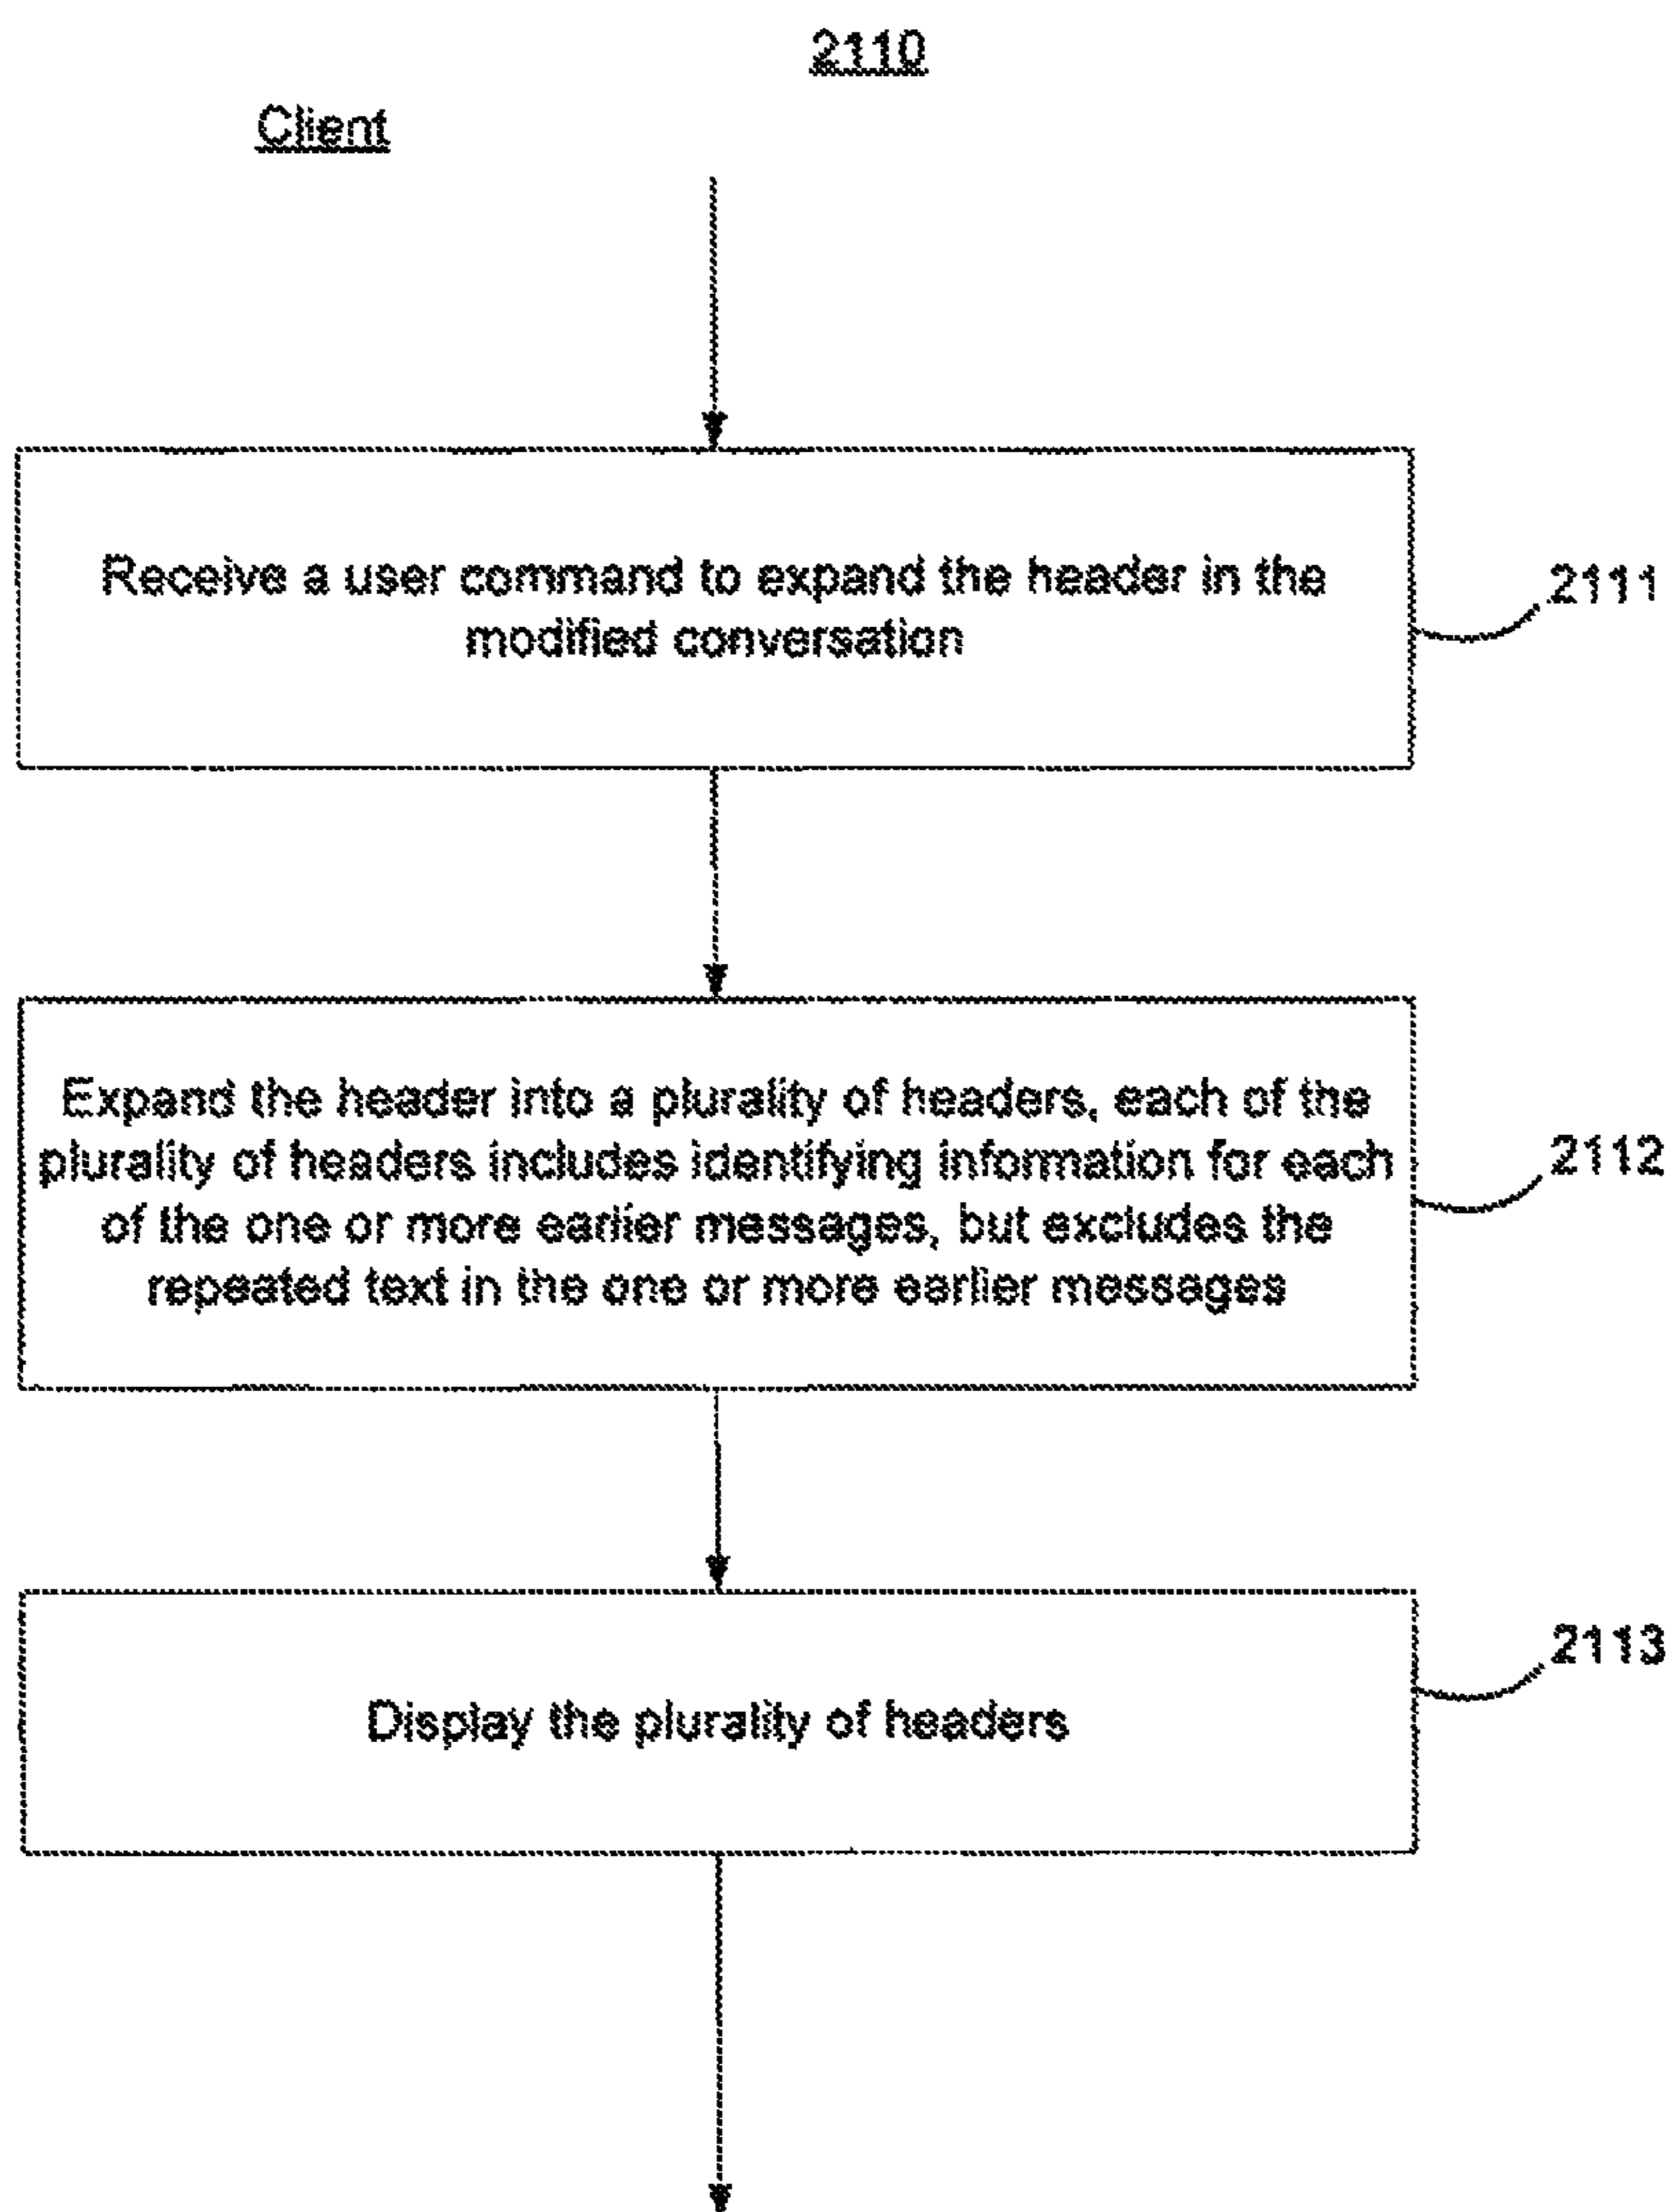 2110
Client
Receive a user command to expand the header in the
modified conversation
2111
Expand the header into a plurality of headers, each of the
plurality of headers includes identifying information for each
of the one or more earlier messages, but excludes the
repeated text in the one or more earlier messages
2112
Display the plurality of headers
2113